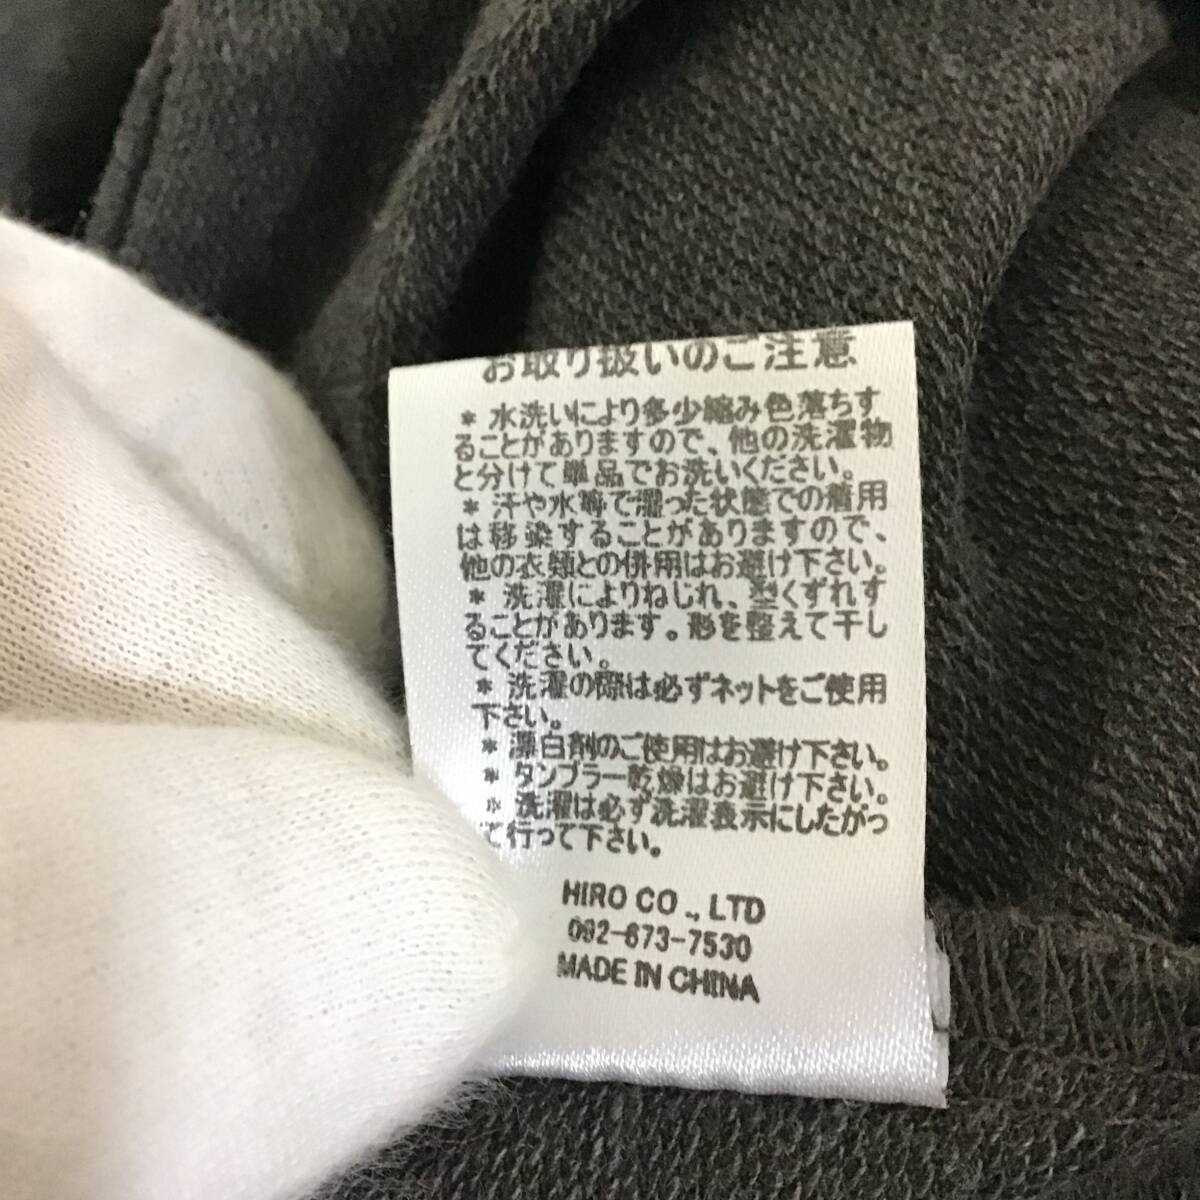 お取り扱いのご注意
* 水洗いにより多少縮み色落ちす
ることがありますので、他の洗濯物
と分けて単品でお洗いください。
* 汗や水等で濡った状態での着用
は移染することがありますので、
他の衣類との併用はお避け下さい。
* 洗濯によりねじれ、型くずれす
ることがあります。形を整えて干し
てください。
* 洗濯の際は必ずネットをご使用
下さい。
* 漂白剤のご使用はお避け下さい。
* タンブラー乾燥はお避け下さい。
* 洗濯は必ず洗濯表示にしたがっ
て行って下さい。
HIRO CO ., LTD
092-673-7530
MADE IN CHINA